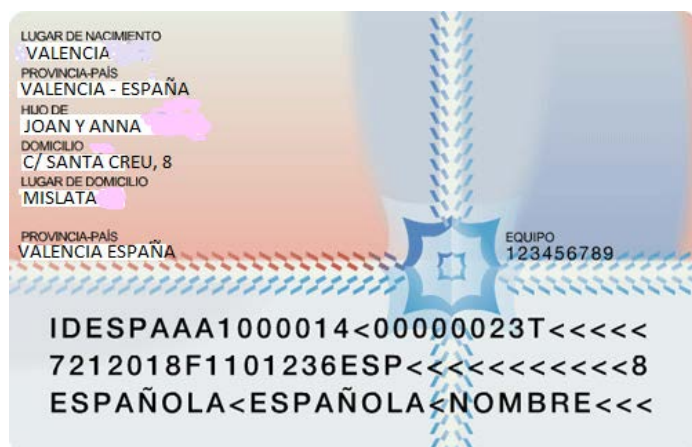 LUGAR DE NACIMIENTO
VALENCIA
PROVINCIA-PAÍS
VALENCIA - ESPAÑA
HIJO DE
JOAN Y ANNA
DOMICILIO
C/ SANTA CREU, 8
LUGAR DE DOMICILIO
MISLATA
PROVINCIA-PAÍS
VALENCIA ESPAÑA
EQUIPO
123456789
IDESPAAA1000014<00000023T<<<<<
7212018F1101236ESP<<<<<<<<<<<8
ESPAÑOLA<ESPAÑOLA<NOMBRE<<<